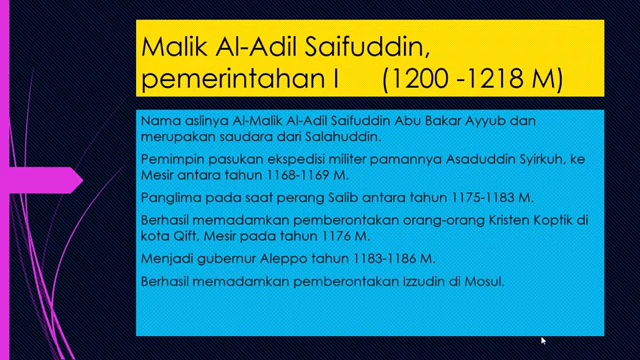 Malik Al-Adil Saifuddin,
pemerintahan I (1200 -1218 M)
Nama aslinya Al-Malik Al-Adil Saifuddin Abu Bakar Ayyub dan
merupakan saudara dari Salahuddin.
Pemimpin pasukan ekspedisi militer pamannya Asaduddin Syirkuh, ke
Mesir antara tahun 1168-1169 M.
Panglima pada saat perang Salib antara tahun 1175-1183 M.
Berhasil memadamkan pemberontakan orang-orang Kristen Koptik di
kota Qift, Mesir pada tahun 1176 M.
Menjadi gubernur Aleppo tahun 1183-1186 M.
Berhasil memadamkan pemberontakan Izzudin di Mosul.